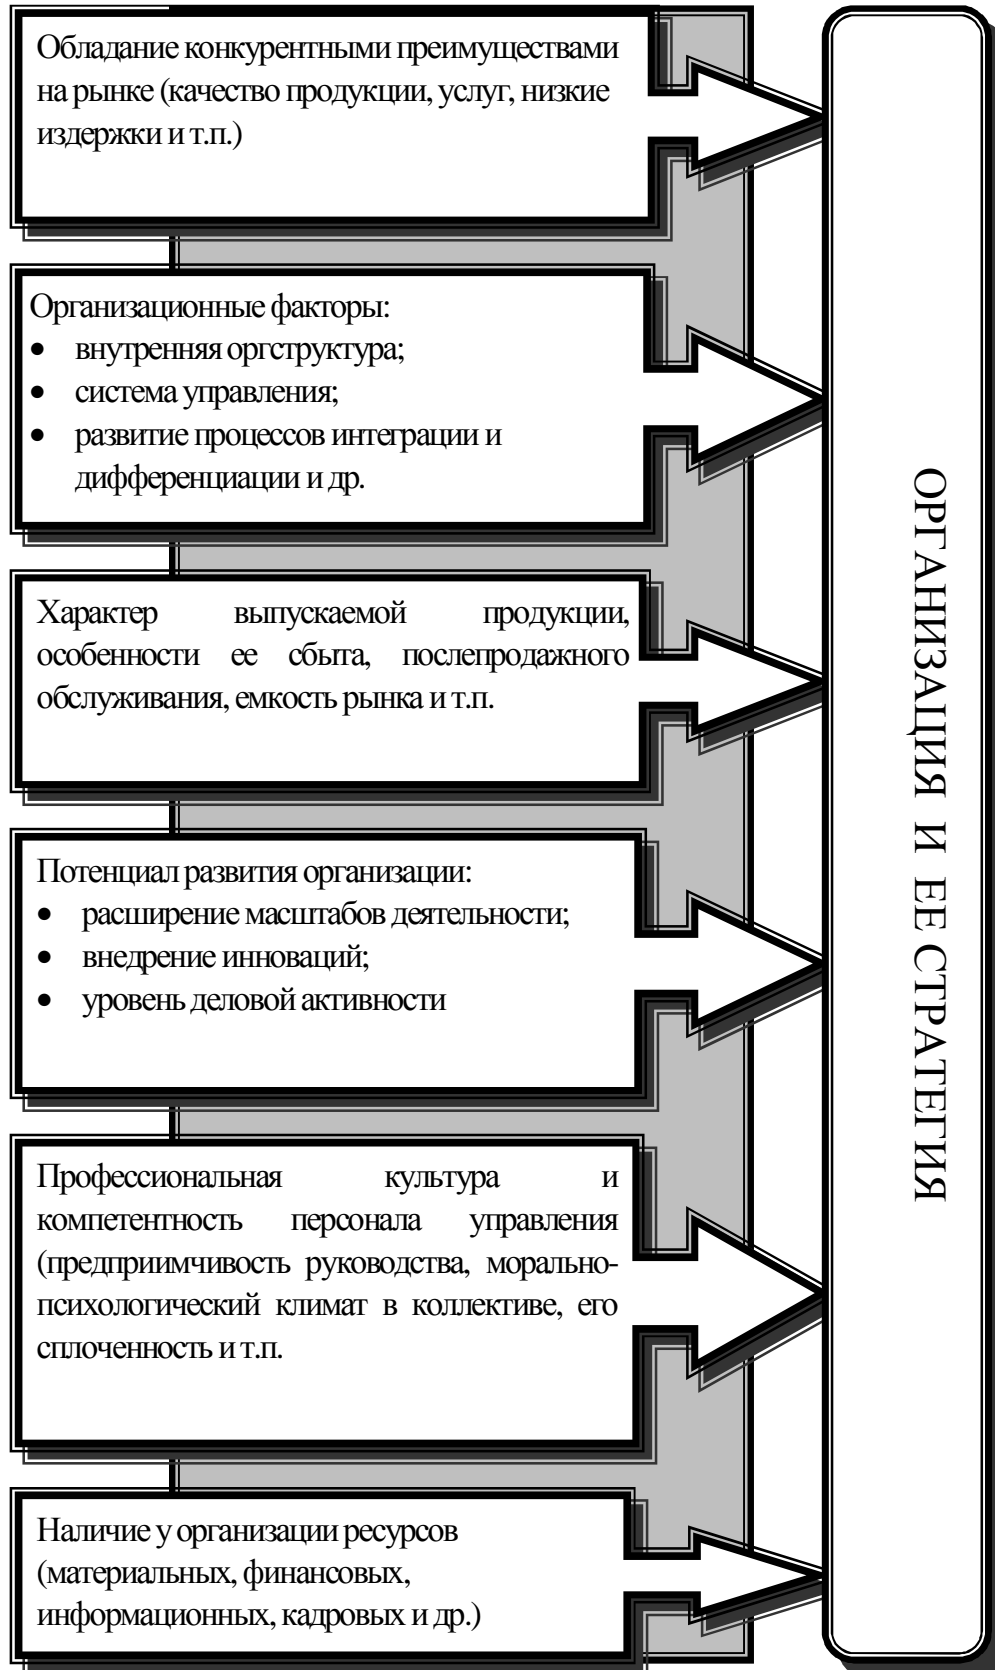 Обладание конкурентными преимуществами
на рынке (качество продукции, услуг, низкие
издержки и т.п.)
Организационные факторы:
• внутренняя оргструктура;
• система управления;
• развитие процессов интеграции и
дифференциации и др.
Характер выпускаемой продукции,
особенности ее сбыта, послепродажного
обслуживания, емкость рынка и т.п.
Потенциал развития организации:
• расширение масштабов деятельности;
• внедрение инноваций;
• уровень деловой активности
Профессиональная культура и
компетентность персонала управления
(предприимчивость руководства, морально-
психологический климат в коллективе, его
сплоченность и т.п.
Наличие у организации ресурсов
(материальных, финансовых,
информационных, кадровых и др.)
ОРГАНИЗАЦИЯ И ЕЕ СТРАТЕГИЯ